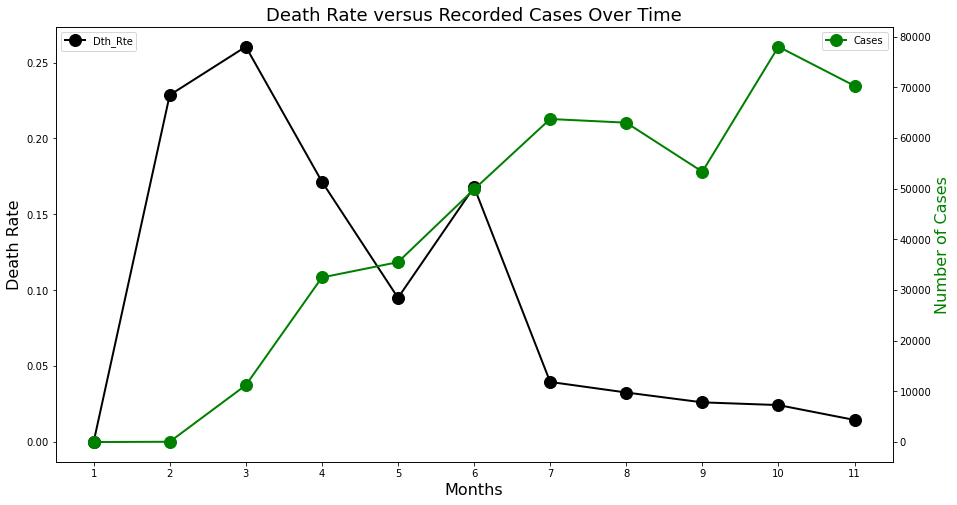 Death Rate versus Recorded Cases Over Time
Dth_Rte
Cases
Death Rate
0.25
0.20
0.15
0.10
0.05
0.00
80000
70000
60000
50000
40000
30000
20000
10000
0
Number of Cases
1 2 3 4 5 6 7 8 9 10 11
Months